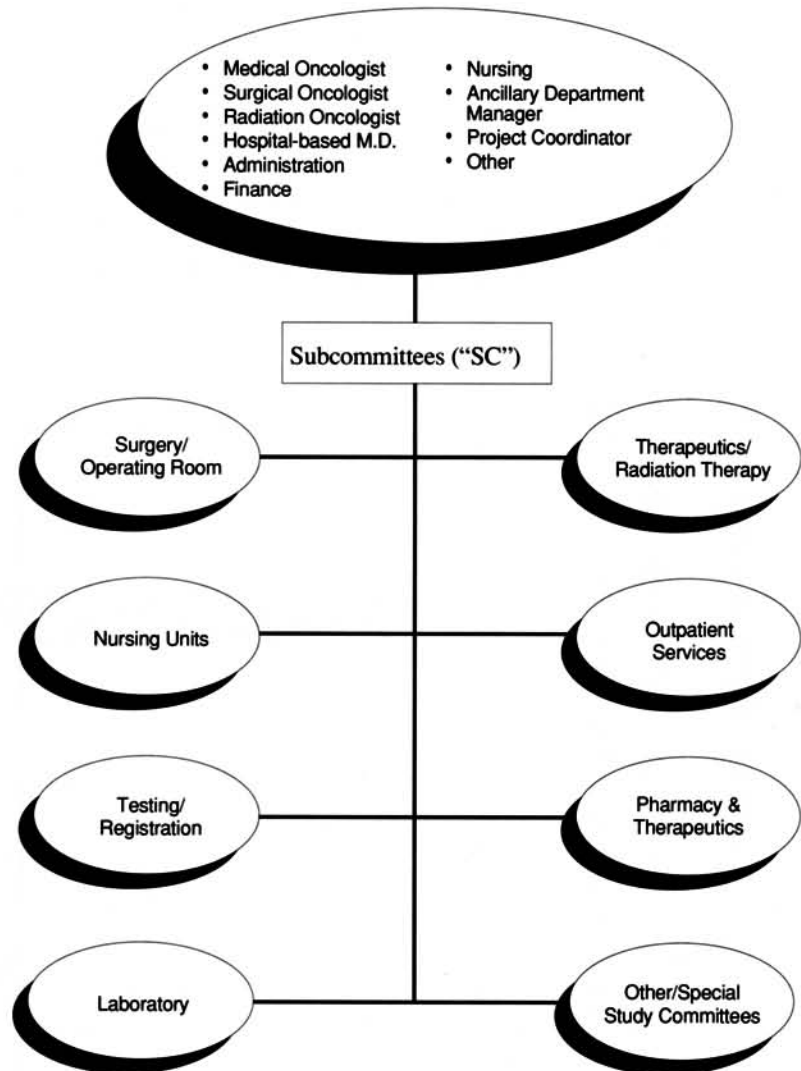 • Medical Oncologist
• Surgical Oncologist
• Radiation Oncologist
• Hospital-based M.D.
• Administration
• Finance
• Nursing
• Ancillary Department
Manager
• Project Coordinator
• Other
Subcommittees (“SC”)
Surgery/
Operating Room
Therapeutics/
Radiation Therapy
Nursing Units
Outpatient
Services
Testing/
Registration
Pharmacy &
Therapeutics
Laboratory
Other/Special
Study Committees